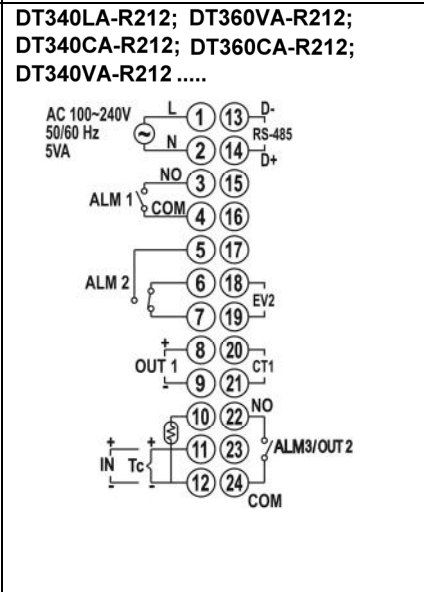 DT340LA-R212; DT360VA-R212;
DT340CA-R212; DT360CA-R212;
DT340VA-R212 .....
AC 100~240V
50/60 Hz
5VA
L
N
~
1 13 D-
RS-485
2 14 D+
ALM 1
NO 3 15
COM 4 16
5 17
ALM 2
6 18
EV2
7 19
+ 8 20
OUT 1
CT1
- 9 21
10 22 NO
+ + 11 23
IN Tc
ALM3/OUT 2
- - 12 24
COM